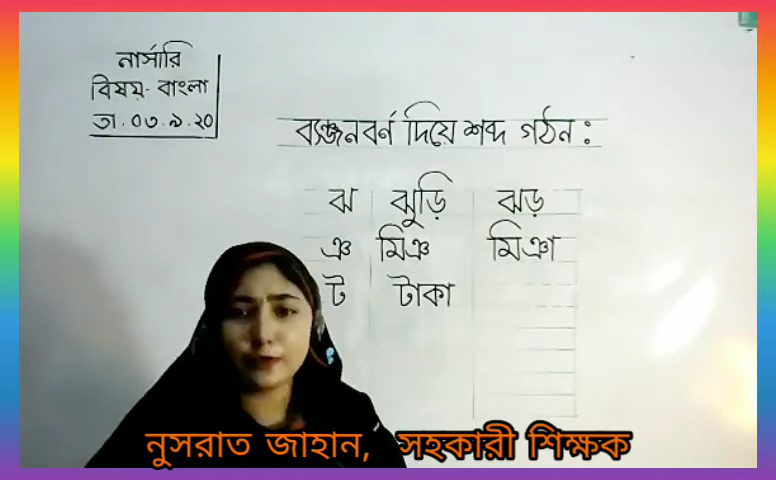 নার্সারি
বিষয়- বাংলা
তা. ০৩.৯.২০
ব্যঞ্জনবর্ণ দিয়ে শব্দ গঠন :
ঝ ঝুড়ি ঝড়
ঞ মিঞ মিঞা
ট টাকা
নুসরাত জাহান, সহকারী শিক্ষক